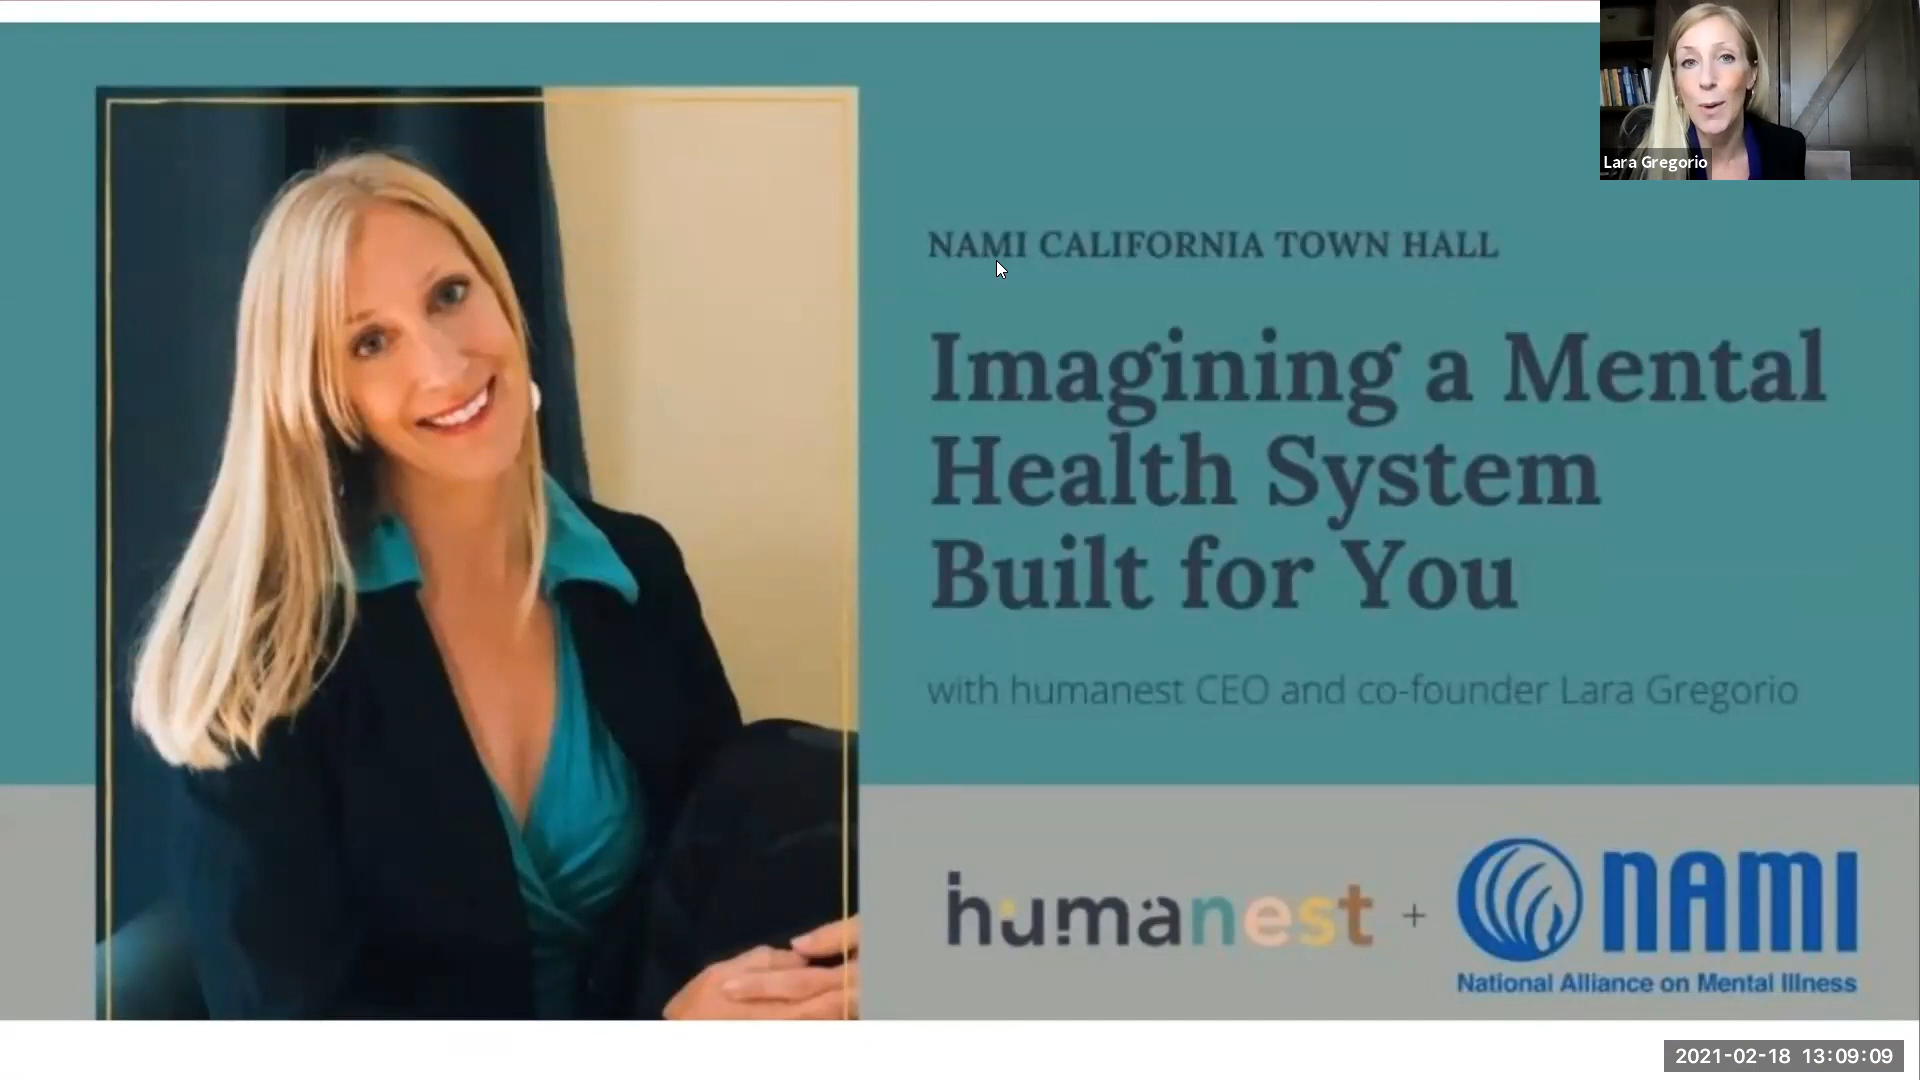 Lara Gregorio
NAMI CALIFORNIA TOWN HALL
Imagining a Mental
Health System
Built for You
with humanest CEO and co-founder Lara Gregorio
humanest + NAMI
National Alliance on Mental Illness
2021-02-18 13:09:09